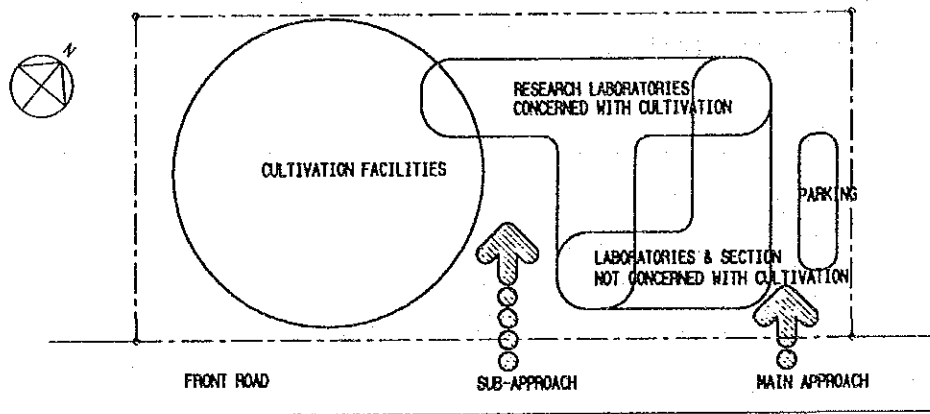 N
RESEARCH LABORATORIES
CONCERNED WITH CULTIVATION
CULTIVATION FACILITIES
PARKING
LABORATORIES & SECTION
NOT CONCERNED WITH CULTIVATION
FRONT ROAD
SUB-APPROACH
MAIN APPROACH